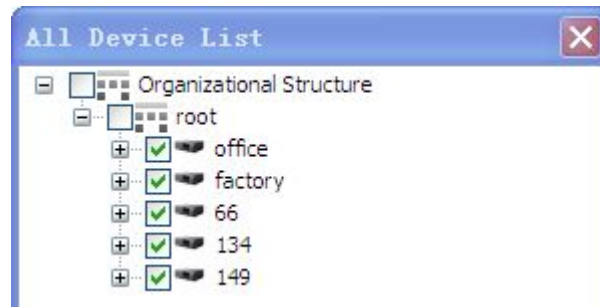 All Device List
Organizational Structure
root
office
factory
66
134
149